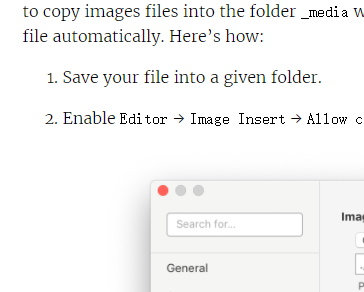 to copy images files into the folder _media
file automatically. Here’s how:
1. Save your file into a given folder.
2. Enable Editor → Image Insert → Allow
Search for...
General